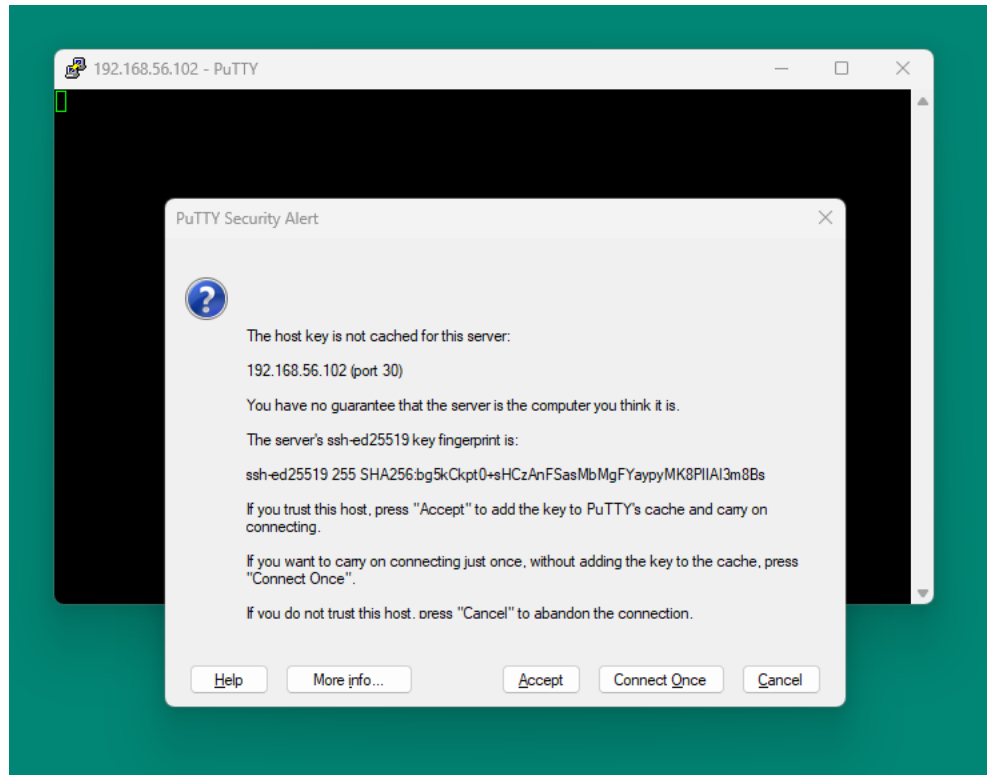 192.168.56.102 - PuTTY
PuTTY Security Alert
The host key is not cached for this server:
192.168.56.102 (port 30)
You have no guarantee that the server is the computer you think it is.
The server's ssh-ed25519 key fingerprint is:
ssh-ed25519 255 SHA256:bg5kCkpt0+sHCzAnFSasMbMgFYaypyMK8PIIAI3m8Bs
If you trust this host, press "Accept" to add the key to PuTTY's cache and carry on
connecting.
If you want to carry on connecting just once, without adding the key to the cache, press
"Connect Once".
If you do not trust this host, press "Cancel" to abandon the connection.
Help More info... Accept Connect Once Cancel